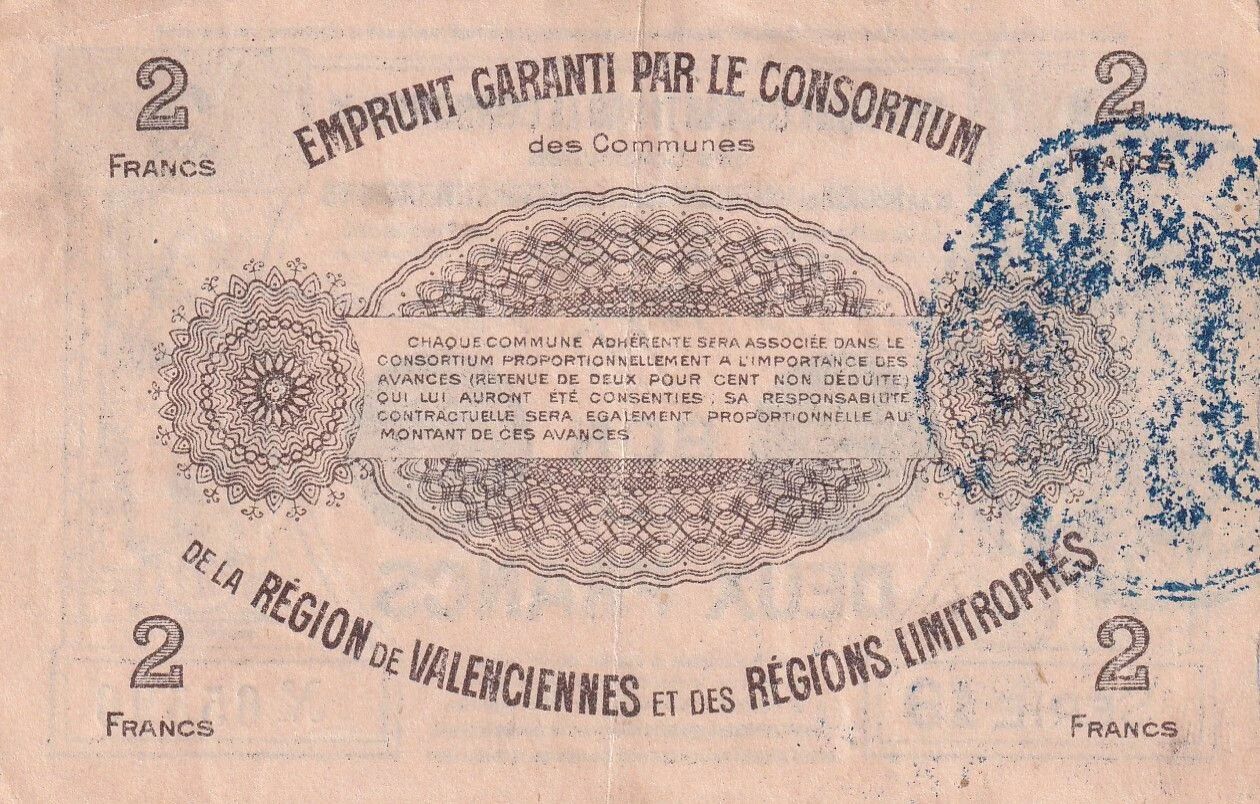 2
FRANCS
EMPRUNT GARANTI PAR LE CONSORTIUM
des Communes
2
FRANCS
CHAQUE COMMUNE ADHÉRENTE SERA ASSOCIÉE DANS LE
CONSORTIUM PROPORTIONNELLEMENT A L'IMPORTANCE DES
AVANCES (RETENUE DE DEUX POUR CENT NON DÉDUITE)
QUI LUI AURONT ÉTÉ CONSENTIES ; SA RESPONSABILITÉ
CONTRACTUELLE SERA EGALEMENT PROPORTIONNELLE AU
MONTANT DE CES AVANCES
DE LA RÉGION DE VALENCIENNES ET DES RÉGIONS LIMITROPHES
2
FRANCS
2
FRANCS